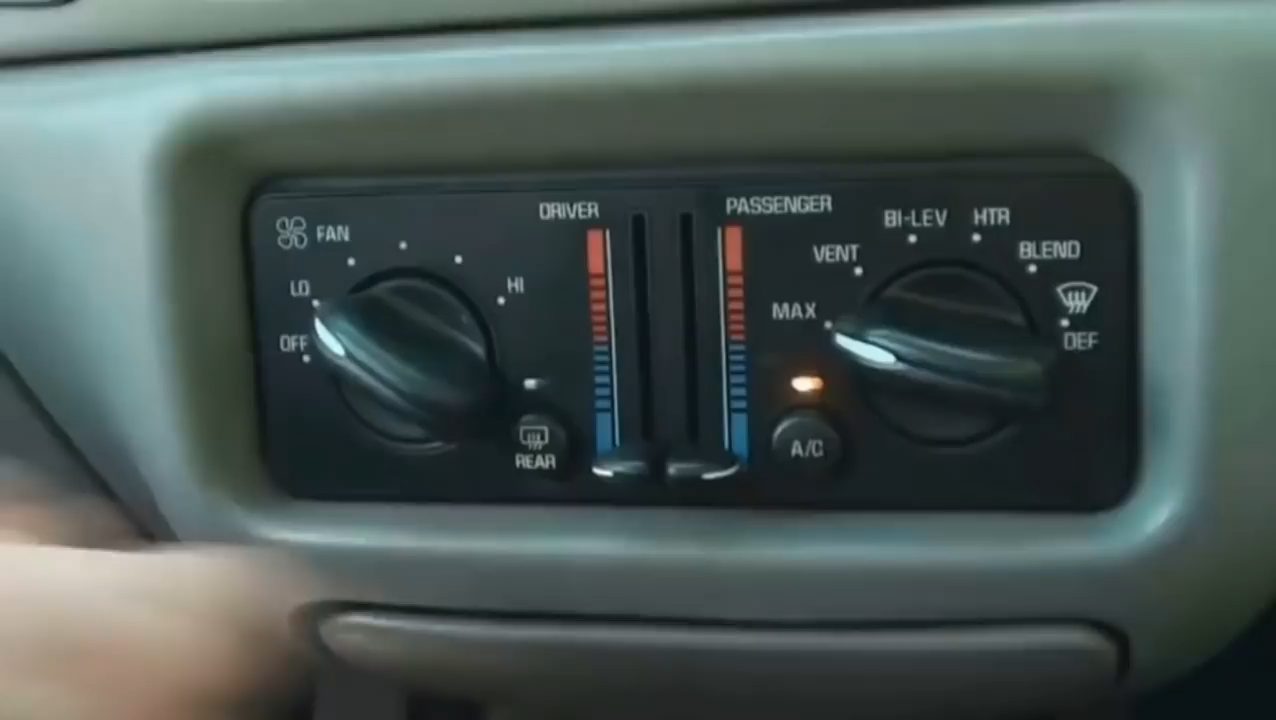 FAN
LO
OFF
HI
REAR
DRIVER
PASSENGER
A/C
MAX
VENT
BI-LEV
HTR
BLEND
DEF